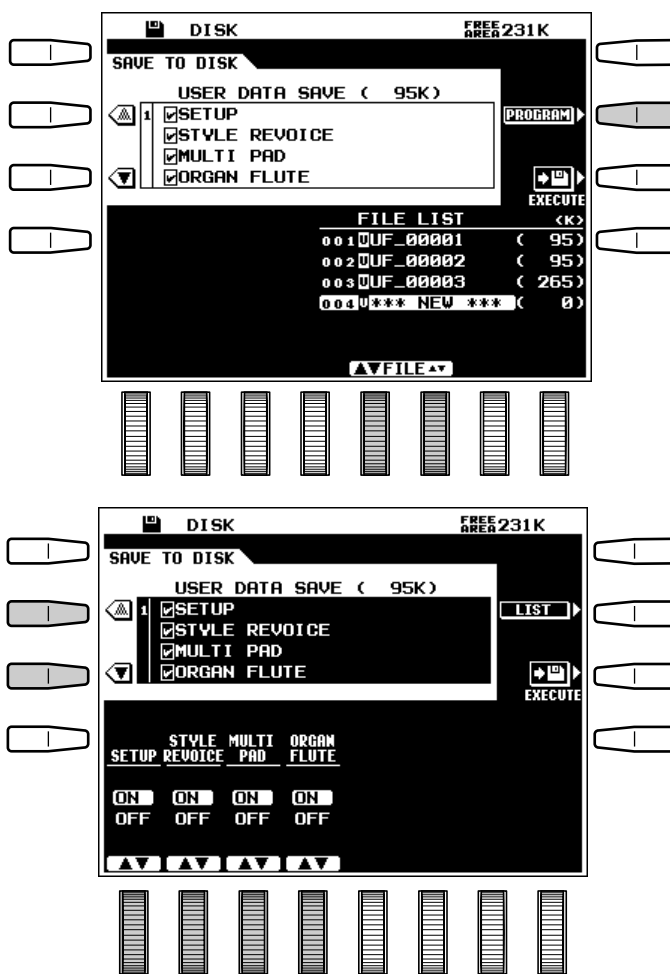 DISK FREE AREA 231K
SAVE TO DISK
USER DATA SAVE ( 95K)
1 SETUP
STYLE REVOICE
MULTI PAD
ORGAN FLUTE
PROGRAM
EXECUTE
FILE LIST (K)
001 U UF_00001 ( 95)
002 U UF_00002 ( 95)
003 U UF_00003 ( 265)
004 U *** NEW *** ( 0)
▲▼FILE▲▼
DISK FREE AREA 231K
SAVE TO DISK
USER DATA SAVE ( 95K)
1 SETUP
STYLE REVOICE
MULTI PAD
ORGAN FLUTE
LIST
EXECUTE
SETUP STYLE REVOICE MULTI PAD ORGAN FLUTE
ON ON ON ON
OFF OFF OFF OFF